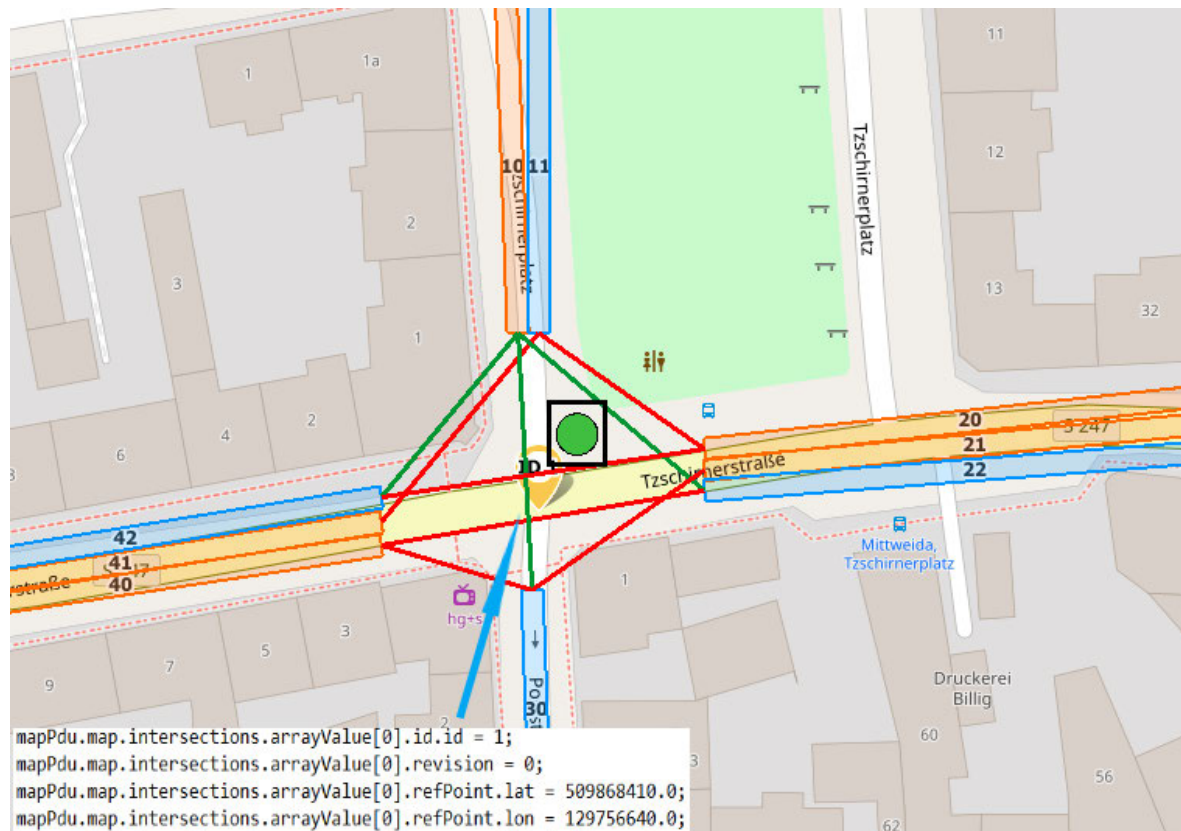 11
1
1a
Tzschirnerplatz
10 11
Tzschirnerplatz
12
2
3
13
32
1
20
S 247
21
2
4
6
ID
Tzschirnerstraße
22
42
Mittweida,
Tzschirnerplatz
41
40
1
hg+s
3
5
7
9
Druckerei
Billig
30
2
60
3
56
62
mapPdu.map.intersections.arrayValue[0].id.id = 1;
mapPdu.map.intersections.arrayValue[0].revision = 0;
mapPdu.map.intersections.arrayValue[0].refPoint.lat = 509868410.0;
mapPdu.map.intersections.arrayValue[0].refPoint.lon = 129756640.0;